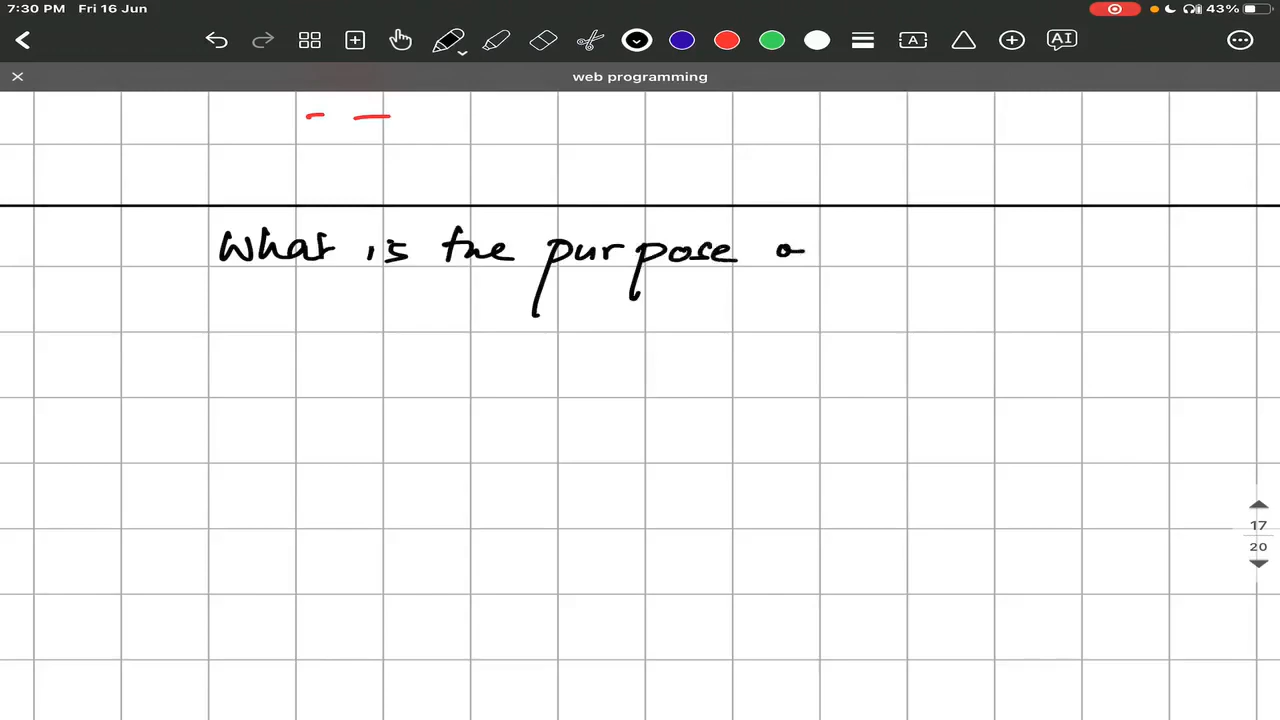 7:30 PM Fri 16 Jun 43%
A AI
web programming
What is the purpose o
17
20